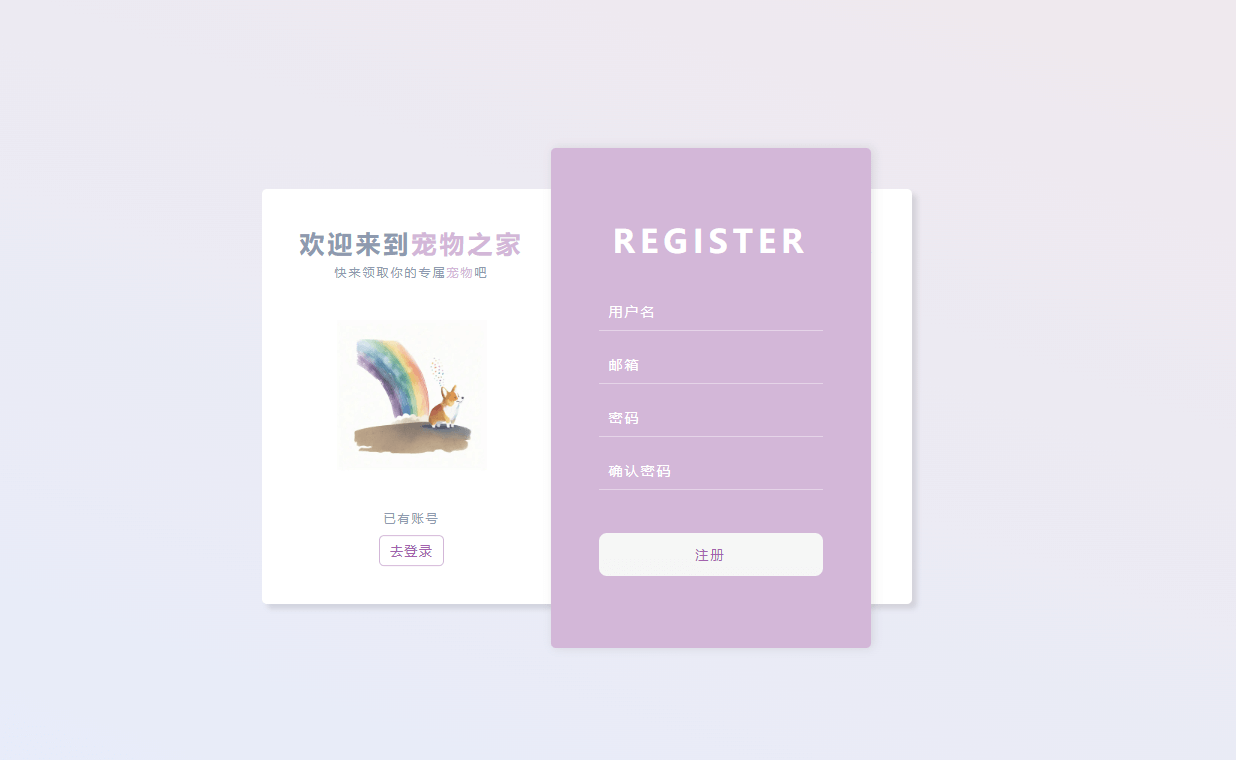 欢迎来到宠物之家
快来领取你的专属宠物吧
已有账号
去登录
REGISTER
用户名
邮箱
密码
确认密码
注册